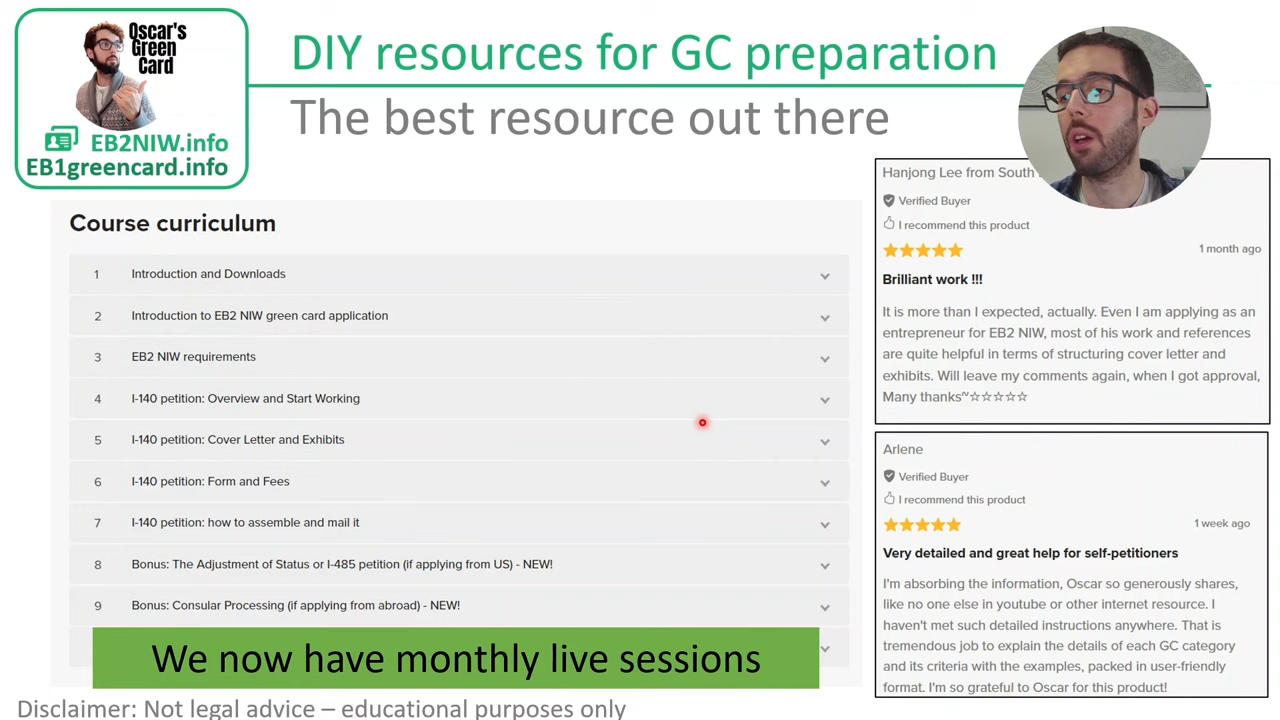 Oscar's
Green
Card
EB2NIW.info
EB1greencard.info
DIY resources for GC preparation
The best resource out there
Course curriculum
1 Introduction and Downloads
2 Introduction to EB2 NIW green card application
3 EB2 NIW requirements
4 I-140 petition: Overview and Start Working
5 I-140 petition: Cover Letter and Exhibits
6 I-140 petition: Form and Fees
7 I-140 petition: how to assemble and mail it
8 Bonus: The Adjustment of Status or I-485 petition (if applying from US) - NEW!
9 Bonus: Consular Processing (if applying from abroad) - NEW!
We now have monthly live sessions
Hanjong Lee from South
Verified Buyer
I recommend this product
1 month ago
Brilliant work !!!
It is more than I expected, actually. Even I am applying as an
entrepreneur for EB2 NIW, most of his work and references
are quite helpful in terms of structuring cover letter and
exhibits. Will leave my comments again, when I got approval,
Many thanks~☆☆☆☆☆
Arlene
Verified Buyer
I recommend this product
1 week ago
Very detailed and great help for self-petitioners
I'm absorbing the information, Oscar so generously shares,
like no one else in youtube or other internet resource. I
haven't met such detailed instructions anywhere. That is
tremendous job to explain the details of each GC category
and its criteria with the examples, packed in user-friendly
format. I'm so grateful to Oscar for this product!
Disclaimer: Not legal advice – educational purposes only